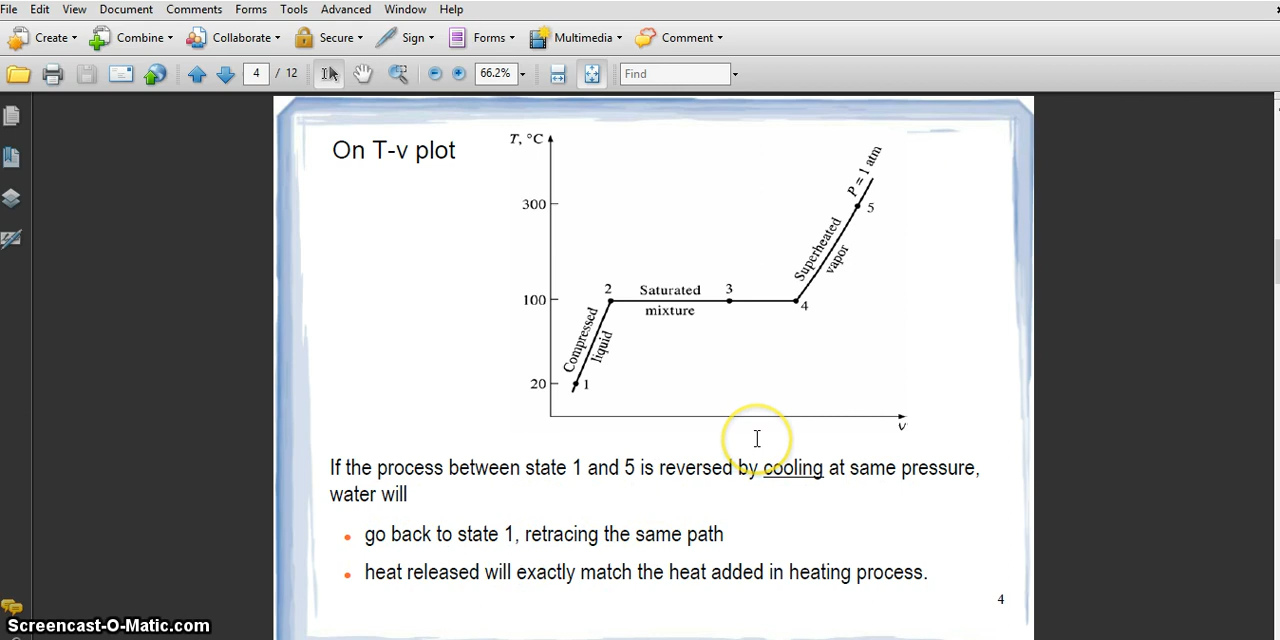 File Edit View Document Comments Forms Tools Advanced Window Help
Create Combine Collaborate Secure Sign Forms Multimedia Comment
4 / 12 66.2% Find
On T-v plot
T, °C
300
100
20
P = 1 atm
5
Superheated
vapor
2 Saturated 3
mixture
4
Compressed
liquid
1
v
If the process between state 1 and 5 is reversed by cooling at same pressure,
water will
• go back to state 1, retracing the same path
• heat released will exactly match the heat added in heating process.
4
Screencast-O-Matic.com